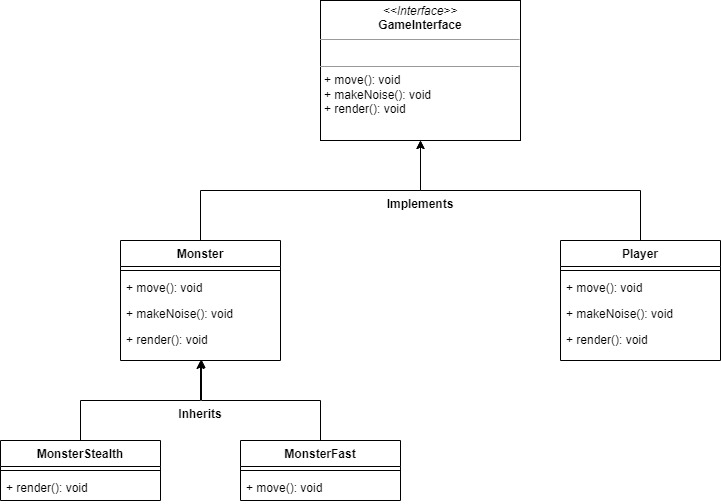 <<Interface>>
GameInterface
+ move(): void
+ makeNoise(): void
+ render(): void
Implements
Monster
+ move(): void
+ makeNoise(): void
+ render(): void
Player
+ move(): void
+ makeNoise(): void
+ render(): void
Inherits
MonsterStealth
+ render(): void
MonsterFast
+ move(): void